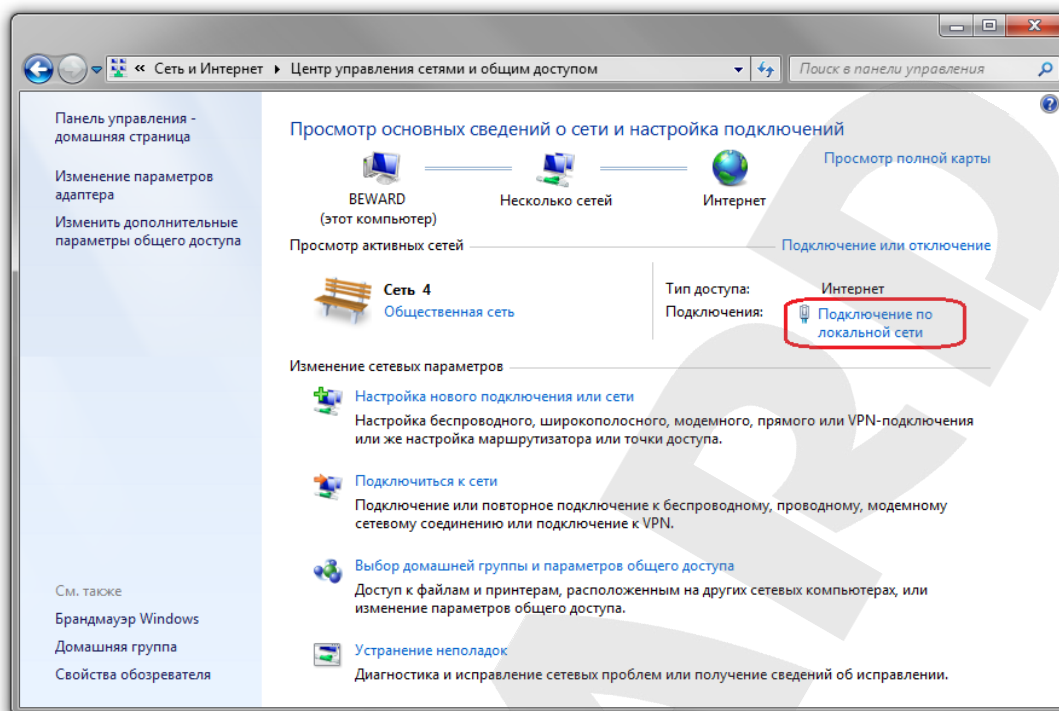 « Сеть и Интернет ▸ Центр управления сетями и общим доступом
Поиск в панели управления
Панель управления -
домашняя страница
Изменение параметров
адаптера
Изменить дополнительные
параметры общего доступа
См. также
Брандмауэр Windows
Домашняя группа
Свойства обозревателя
Просмотр основных сведений о сети и настройка подключений
Просмотр полной карты
BEWARD
(этот компьютер)
Несколько сетей
Интернет
Просмотр активных сетей
Подключение или отключение
Сеть 4
Общественная сеть
Тип доступа: Интернет
Подключения: Подключение по
локальной сети
Изменение сетевых параметров
Настройка нового подключения или сети
Настройка беспроводного, широкополосного, модемного, прямого или VPN-подключения
или же настройка маршрутизатора или точки доступа.
Подключиться к сети
Подключение или повторное подключение к беспроводному, проводному, модемному
сетевому соединению или подключение к VPN.
Выбор домашней группы и параметров общего доступа
Доступ к файлам и принтерам, расположенным на других сетевых компьютерах, или
изменение параметров общего доступа.
Устранение неполадок
Диагностика и исправление сетевых проблем или получение сведений об исправлении.
ARD